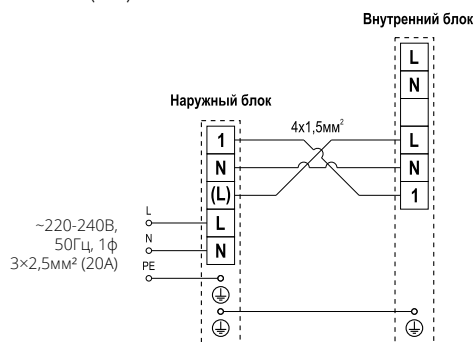 Внутренний блок
L
N
Наружный блок
4x1,5мм²
1
L
N
N
(L)
1
L
~220-240В,
L
50Гц, 1ф
N
N
3×2,5мм² (20А)
PE